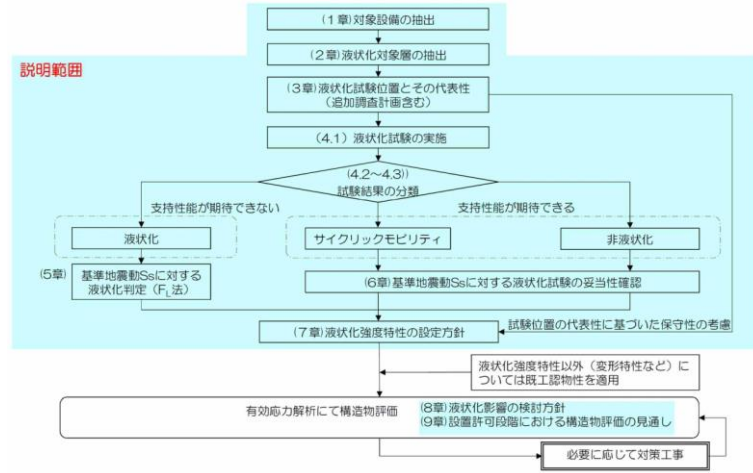 (1章)対象設備の抽出
(2章)液状化対象層の抽出
説明範囲
(3章)液状化試験位置とその代表性
(追加調査計画含む)
(4.1) 液状化試験の実施
(4.2～4.3))
試験結果の分類
支持性能が期待できない
支持性能が期待できる
液状化
サイクリックモビリティ
非液状化
(5章)
基準地震動Ssに対する
液状化判定（FL法）
(6章)基準地震動Ssに対する液状化試験の妥当性確認
(7章)液状化強度特性の設定方針
試験位置の代表性に基づいた保守性の考慮
液状化強度特性以外（変形特性など）に
ついては既工認物性を適用
有効応力解析にて構造物評価
(8章)液状化影響の検討方針
(9章)設置許可段階における構造物評価の見通し
必要に応じて対策工事